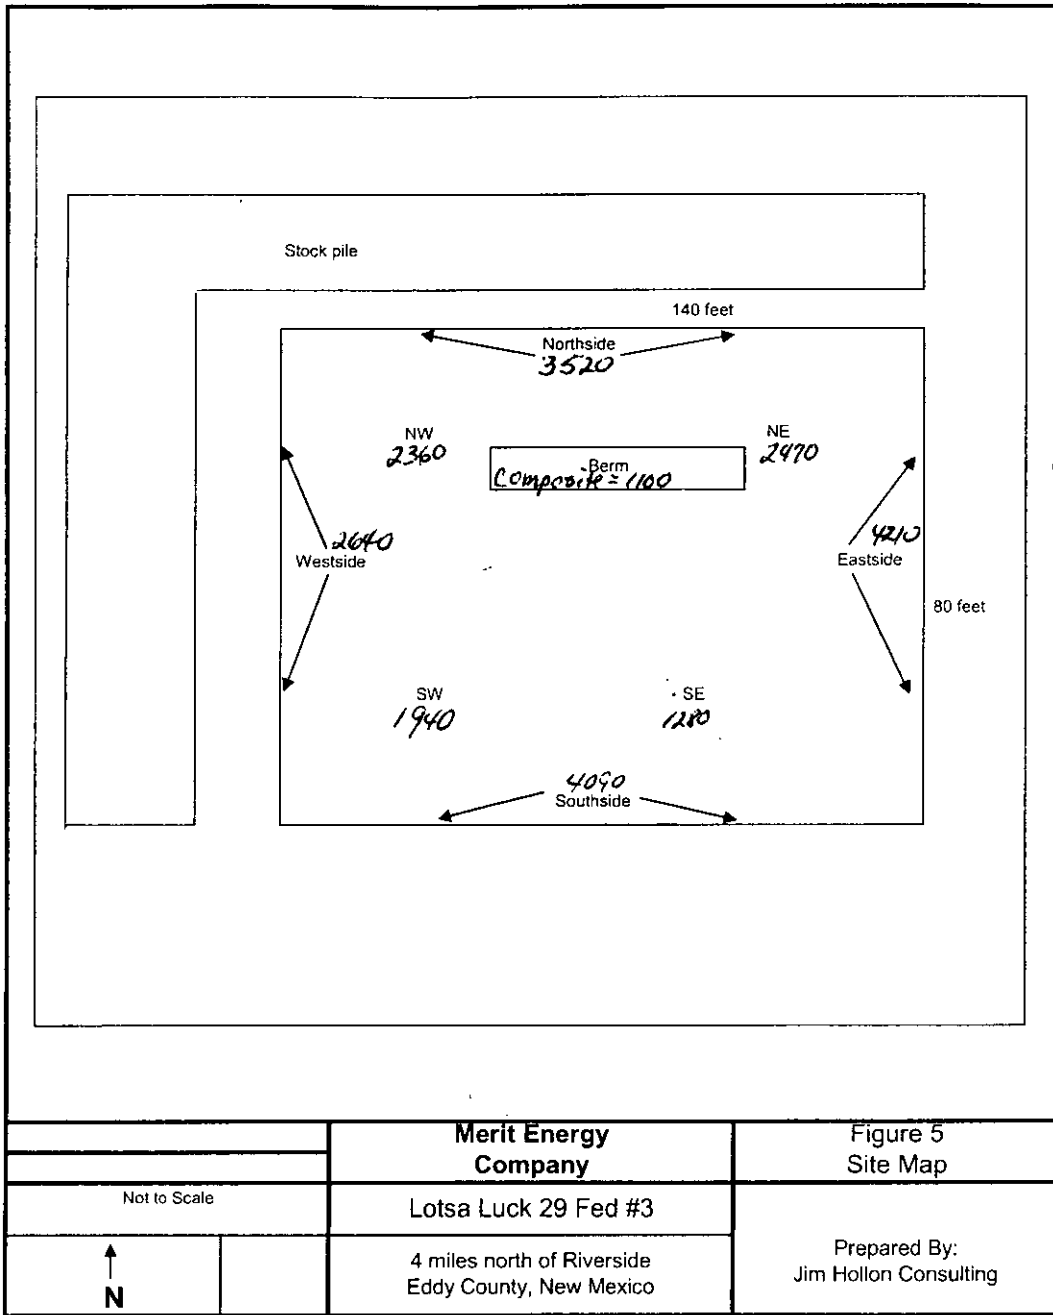 Stock pile
140 feet
Northside
3520
NW
2360
NE
2970
Berm
Composite = 1100
2640
Westside
4210
Eastside
80 feet
SW
1940
SE
1280
4090
Southside
Merit Energy
Company
Figure 5
Site Map
Not to Scale
Lotsa Luck 29 Fed #3
N
4 miles north of Riverside
Eddy County, New Mexico
Prepared By:
Jim Hollon Consulting